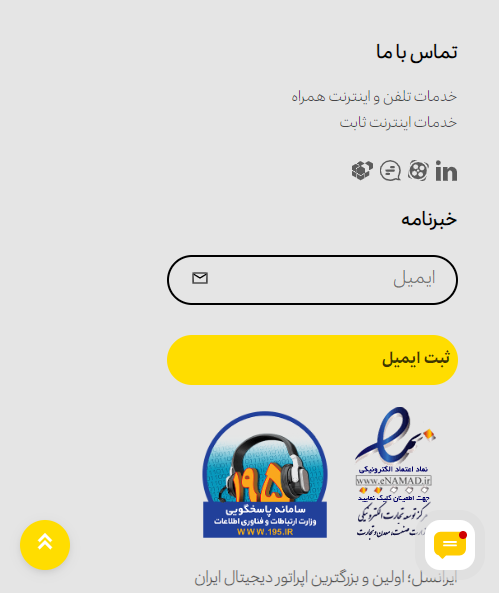 تماس با ما
خدمات تلفن و اینترنت همراه
خدمات اینترنت ثابت
خبرنامه
ایمیل
ثبت ایمیل
نماد اعتماد الکترونیکی
www.eNAMAD.ir
جهت اطمینان کلیک نمایید
مرکز توسعه تجارت الکترونیکی
وزارت صنعت، معدن و تجارت
۱۹۵
سامانه پاسخگویی
وزارت ارتباطات و فناوری اطلاعات
WWW.195.IR
ایرانسل؛ اولین و بزرگترین اپراتور دیجیتال ایران